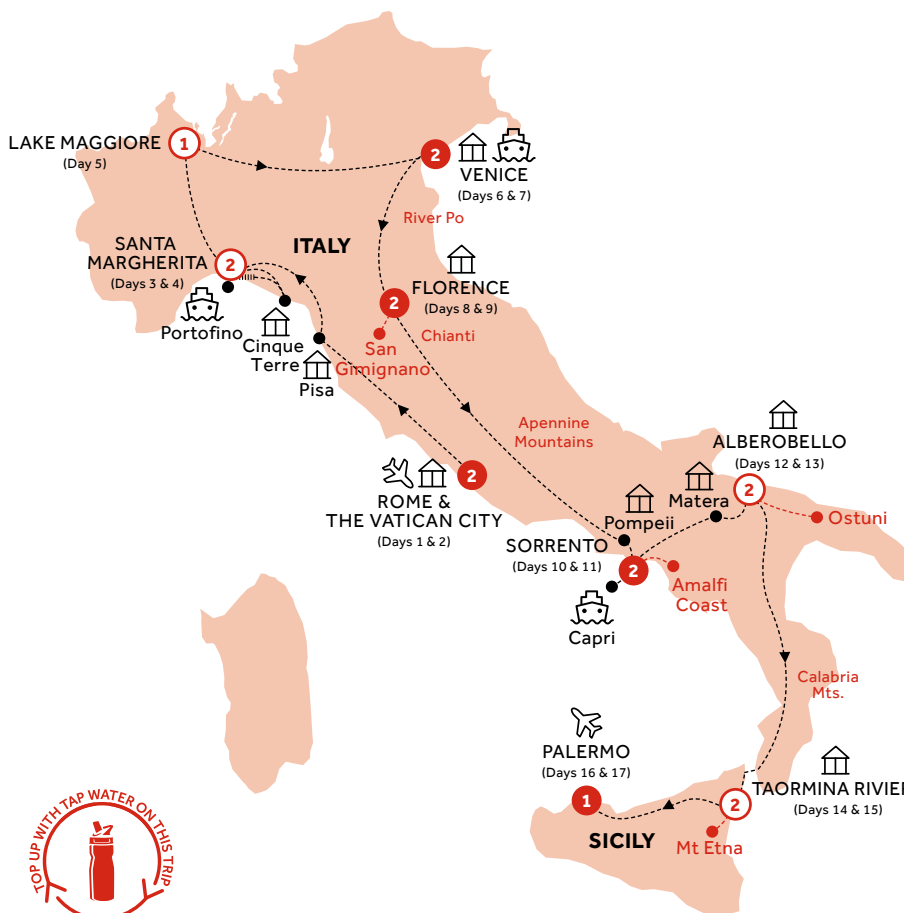 LAKE MAGGIORE
(Day 5)
1
2
VENICE
(Days 6 & 7)
River Po
ITALY
SANTA
MARGHERITA
(Days 3 & 4)
2
Portofino
Cinque
Terre
Pisa
FLORENCE
(Days 8 & 9)
2
San
Gimignano
Chianti
Apennine
Mountains
2
ROME &
THE VATICAN CITY
(Days 1 & 2)
ALBEROBELLO
(Days 12 & 13)
2
Matera
Ostuni
Pompeii
SORRENTO
(Days 10 & 11)
2
Amalfi
Coast
Capri
Calabria
Mts.
PALERMO
(Days 16 & 17)
1
TAORMINA RIVIER
(Days 14 & 15)
2
SICILY
Mt Etna
TOP UP WITH TAP WATER ON THIS TRIP